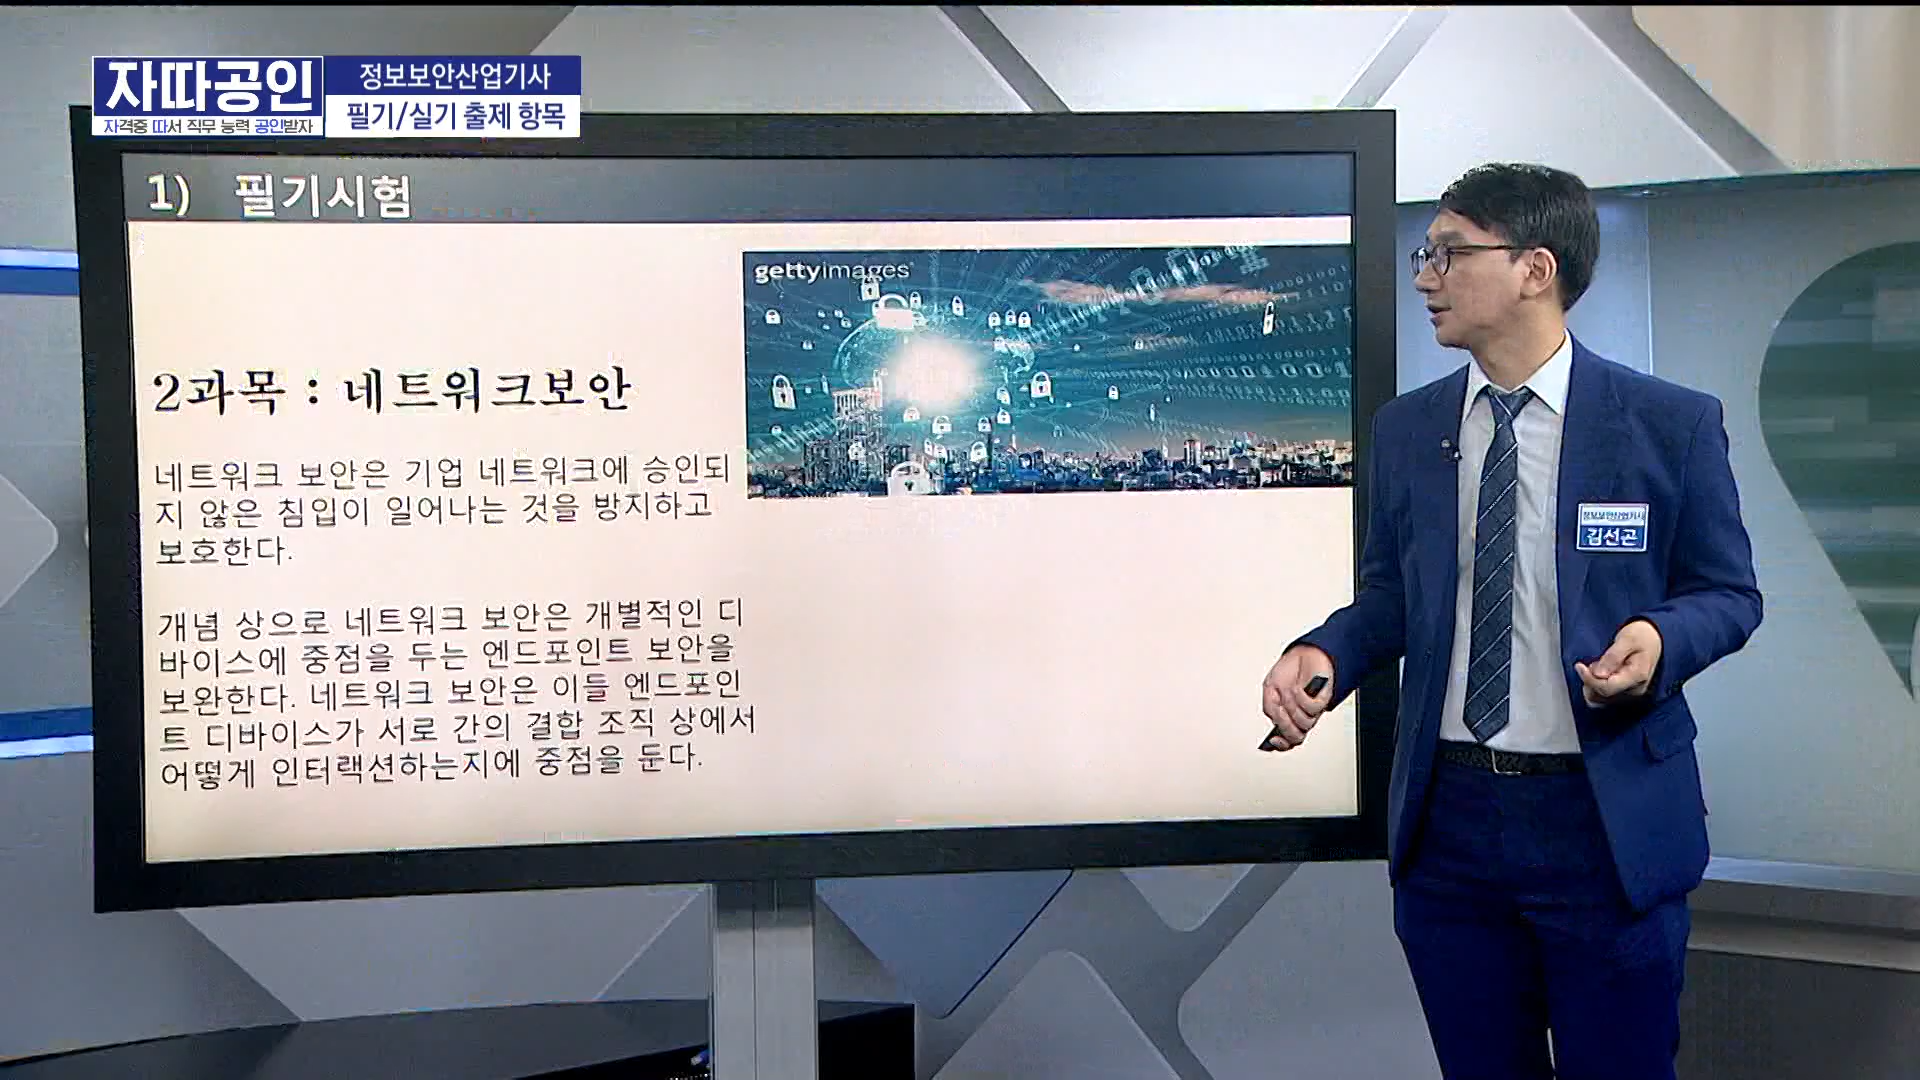 자따공인
자격증 따서 직무 능력 공인받자
정보보안산업기사
필기/실기 출제 항목
1) 필기시험
gettyimages
2과목 : 네트워크보안
네트워크 보안은 기업 네트워크에 승인되
지 않은 침입이 일어나는 것을 방지하고
보호한다.
개념 상으로 네트워크 보안은 개별적인 디
바이스에 중점을 두는 엔드포인트 보안을
보완한다. 네트워크 보안은 이들 엔드포인
트 디바이스가 서로 간의 결합 조직 상에서
어떻게 인터랙션하는지에 중점을 둔다.
정보보안산업기사
김선곤